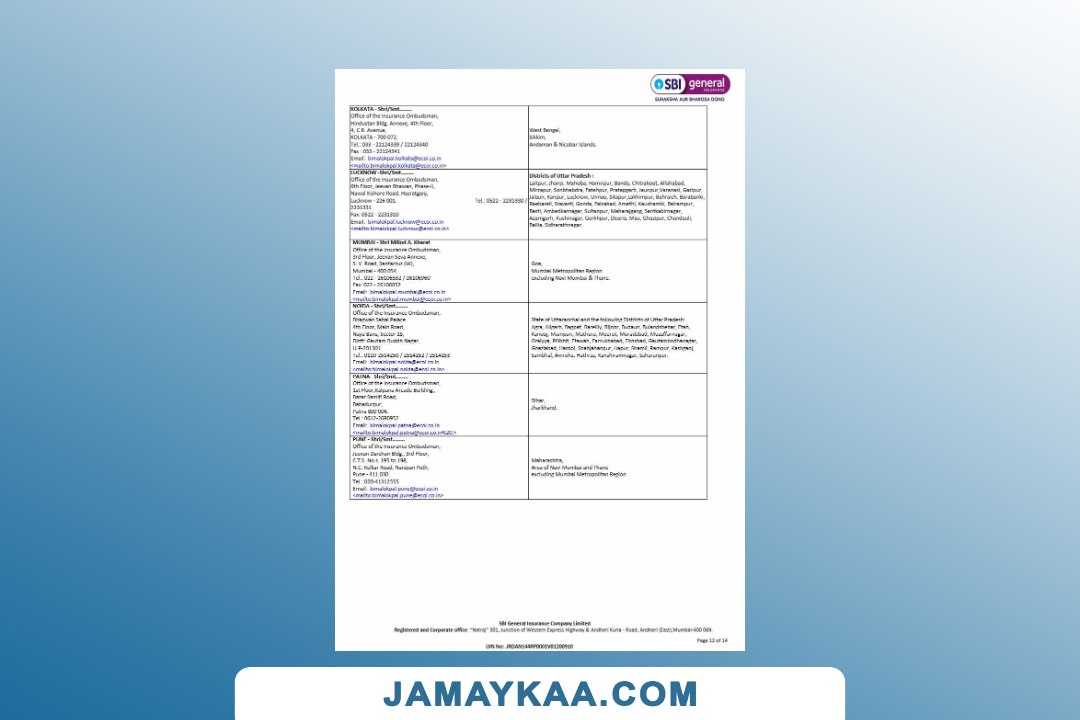 SBI general
INSURANCE
SURAKSHA AUR BHAROSA DONO
KOLKATA - Shri/Smt........
Office of the Insurance Ombudsman,
Hindustan Bldg. Annexe, 4th Floor,
4, C.R. Avenue,
KOLKATA - 700 072.
Tel.: 033 - 22124339 / 22124340
Fax : 033 - 22124341
Email: bimalokpal.kolkata@ecoi.co.in
<mailto:bimalokpal.kolkata@ecoi.co.in>
West Bengal,
Sikkim,
Andaman & Nicobar Islands.
LUCKNOW -Shri/Smt........
Office of the Insurance Ombudsman,
6th Floor, Jeevan Bhawan, Phase-II,
Nawal Kishore Road, Hazratganj,
Lucknow - 226 001. Tel.: 0522 - 2231330 /
2231331
Fax: 0522 - 2231310
Email: bimalokpal.lucknow@ecoi.co.in
<mailto:bimalokpal.lucknow@ecoi.co.in>
Districts of Uttar Pradesh :
Lalitpur, Jhansi, Mahoba, Hamirpur, Banda, Chitrakoot, Allahabad,
Mirzapur, Sonbhabdra, Fatehpur, Pratapgarh, Jaunpur,Varanasi, Gazipur,
Jalaun, Kanpur, Lucknow, Unnao, Sitapur,Lakhimpur, Bahraich, Barabanki,
Raebareli, Sravasti, Gonda, Faizabad, Amethi, Kaushambi, Balrampur,
Basti, Ambedkarnagar, Sultanpur, Maharajgang, Santkabirnagar,
Azamgarh, Kushinagar, Gorkhpur, Deoria, Mau, Ghazipur, Chandauli,
Ballia, Sidharathnagar.
MUMBAI - Shri Milind A. Kharat
Office of the Insurance Ombudsman,
3rd Floor, Jeevan Seva Annexe,
S. V. Road, Santacruz (W),
Mumbai - 400 054.
Tel.: 022 - 26106552 / 26106960
Fax: 022 - 26106052
Email: bimalokpal.mumbai@ecoi.co.in
<mailto:bimalokpal.mumbai@ecoi.co.in>
Goa,
Mumbai Metropolitan Region
excluding Navi Mumbai & Thane.
NOIDA - Shri/Smt........
Office of the Insurance Ombudsman,
Bhagwan Sahai Palace
4th Floor, Main Road,
Naya Bans, Sector 15,
Distt: Gautam Buddh Nagar,
U.P-201301.
Tel.: 0120-2514250 / 2514252 / 2514253
Email: bimalokpal.noida@ecoi.co.in
<mailto:bimalokpal.noida@ecoi.co.in>
State of Uttaranchal and the following Districts of Uttar Pradesh:
Agra, Aligarh, Bagpat, Bareilly, Bijnor, Budaun, Bulandshehar, Etah,
Kanooj, Mainpuri, Mathura, Meerut, Moradabad, Muzaffarnagar,
Oraiyya, Pilibhit, Etawah, Farrukhabad, Firozbad, Gautambodhanagar,
Ghaziabad, Hardoi, Shahjahanpur, Hapur, Shamli, Rampur, Kashganj,
Sambhal, Amroha, Hathras, Kanshiramnagar, Saharanpur.
PATNA - Shri/Smt........
Office of the Insurance Ombudsman,
1st Floor,Kalpana Arcade Building,,
Bazar Samiti Road,
Bahadurpur,
Patna 800 006.
Tel.: 0612-2680952
Email: bimalokpal.patna@ecoi.co.in
<mailto:bimalokpal.patna@ecoi.co.in%20>
Bihar,
Jharkhand.
PUNE - Shri/Smt........
Office of the Insurance Ombudsman,
Jeevan Darshan Bldg., 3rd Floor,
C.T.S. No.s. 195 to 198,
N.C. Kelkar Road, Narayan Peth,
Pune - 411 030.
Tel.: 020-41312555
Email: bimalokpal.pune@ecoi.co.in
<mailto:bimalokpal.pune@ecoi.co.in>
Maharashtra,
Area of Navi Mumbai and Thane
excluding Mumbai Metropolitan Region.
SBI General Insurance Company Limited
Registered and Corporate office: "Natraj" 301, Junction of Western Express Highway & Andheri Kurla - Road, Andheri (East),Mumbai-400 069.
Page 12 of 14
UIN No: JRDAN144RP0001V01200910
JAMAYKAA.COM